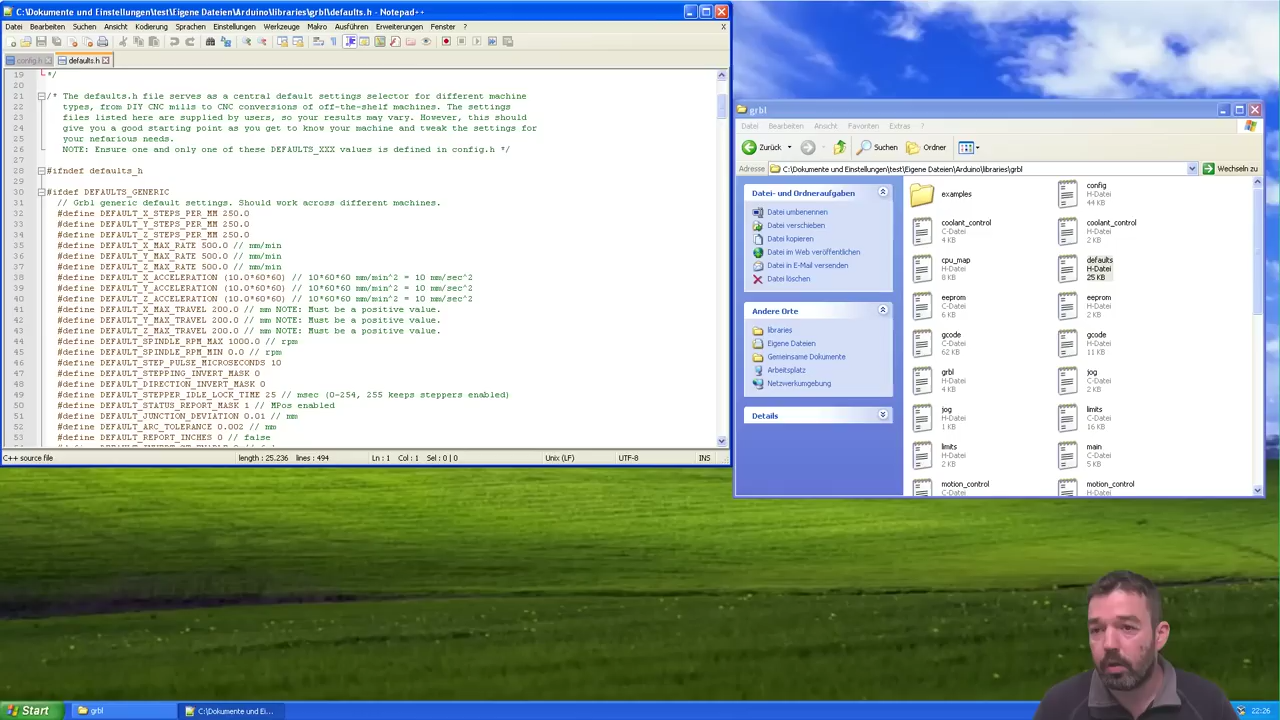 C:\Dokumente und Einstellungen\test\Eigene Dateien\Arduino\libraries\grbl\defaults.h - Notepad++
Datei Bearbeiten Suchen Ansicht Kodierung Sprachen Einstellungen Werkzeuge Makro Ausführen Erweiterungen Fenster ?
X
config.h defaults.h
19 */
20
21 /* The defaults.h file serves as a central default settings selector for different machine
22 types, from DIY CNC mills to CNC conversions of off-the-shelf machines. The settings
23 files listed here are supplied by users, so your results may vary. However, this should
24 give you a good starting point as you get to know your machine and tweak the settings for
25 your nefarious needs.
26 NOTE: Ensure one and only one of these DEFAULTS_XXX values is defined in config.h */
27
28 #ifndef defaults_h
29
30 #ifdef DEFAULTS_GENERIC
31 // Grbl generic default settings. Should work across different machines.
32 #define DEFAULT_X_STEPS_PER_MM 250.0
33 #define DEFAULT_Y_STEPS_PER_MM 250.0
34 #define DEFAULT_Z_STEPS_PER_MM 250.0
35 #define DEFAULT_X_MAX_RATE 500.0 // mm/min
36 #define DEFAULT_Y_MAX_RATE 500.0 // mm/min
37 #define DEFAULT_Z_MAX_RATE 500.0 // mm/min
38 #define DEFAULT_X_ACCELERATION (10.0*60*60) // 10*60*60 mm/min^2 = 10 mm/sec^2
39 #define DEFAULT_Y_ACCELERATION (10.0*60*60) // 10*60*60 mm/min^2 = 10 mm/sec^2
40 #define DEFAULT_Z_ACCELERATION (10.0*60*60) // 10*60*60 mm/min^2 = 10 mm/sec^2
41 #define DEFAULT_X_MAX_TRAVEL 200.0 // mm NOTE: Must be a positive value.
42 #define DEFAULT_Y_MAX_TRAVEL 200.0 // mm NOTE: Must be a positive value.
43 #define DEFAULT_Z_MAX_TRAVEL 200.0 // mm NOTE: Must be a positive value.
44 #define DEFAULT_SPINDLE_RPM_MAX 1000.0 // rpm
45 #define DEFAULT_SPINDLE_RPM_MIN 0.0 // rpm
46 #define DEFAULT_STEP_PULSE_MICROSECONDS 10
47 #define DEFAULT_STEPPING_INVERT_MASK 0
48 #define DEFAULT_DIRECTION_INVERT_MASK 0
49 #define DEFAULT_STEPPER_IDLE_LOCK_TIME 25 // msec (0-254, 255 keeps steppers enabled)
50 #define DEFAULT_STATUS_REPORT_MASK 1 // MPos enabled
51 #define DEFAULT_JUNCTION_DEVIATION 0.01 // mm
52 #define DEFAULT_ARC_TOLERANCE 0.002 // mm
53 #define DEFAULT_REPORT_INCHES 0 // false
C++ source file length : 25.236 lines : 494 Ln : 1 Col : 1 Sel : 0 | 0 Unix (LF) UTF-8 INS
grbl
Datei Bearbeiten Ansicht Favoriten Extras ?
Zurück Suchen Ordner
Adresse C:\Dokumente und Einstellungen\test\Eigene Dateien\Arduino\libraries\grbl Wechseln zu
Datei- und Ordneraufgaben
Datei umbenennen
Datei verschieben
Datei kopieren
Datei im Web veröffentlichen
Datei in E-Mail versenden
Datei löschen
Andere Orte
libraries
Eigene Dateien
Gemeinsame Dokumente
Arbeitsplatz
Netzwerkumgebung
Details
examples
config
H-Datei
44 KB
coolant_control
C-Datei
4 KB
coolant_control
H-Datei
2 KB
cpu_map
H-Datei
8 KB
defaults
H-Datei
25 KB
eeprom
C-Datei
6 KB
eeprom
H-Datei
2 KB
gcode
C-Datei
62 KB
gcode
H-Datei
11 KB
grbl
H-Datei
4 KB
jog
C-Datei
2 KB
jog
H-Datei
1 KB
limits
C-Datei
16 KB
limits
H-Datei
2 KB
main
C-Datei
5 KB
motion_control
C-Datei
motion_control
H-Datei
Start grbl C:\Dokumente und Ei... 22:26